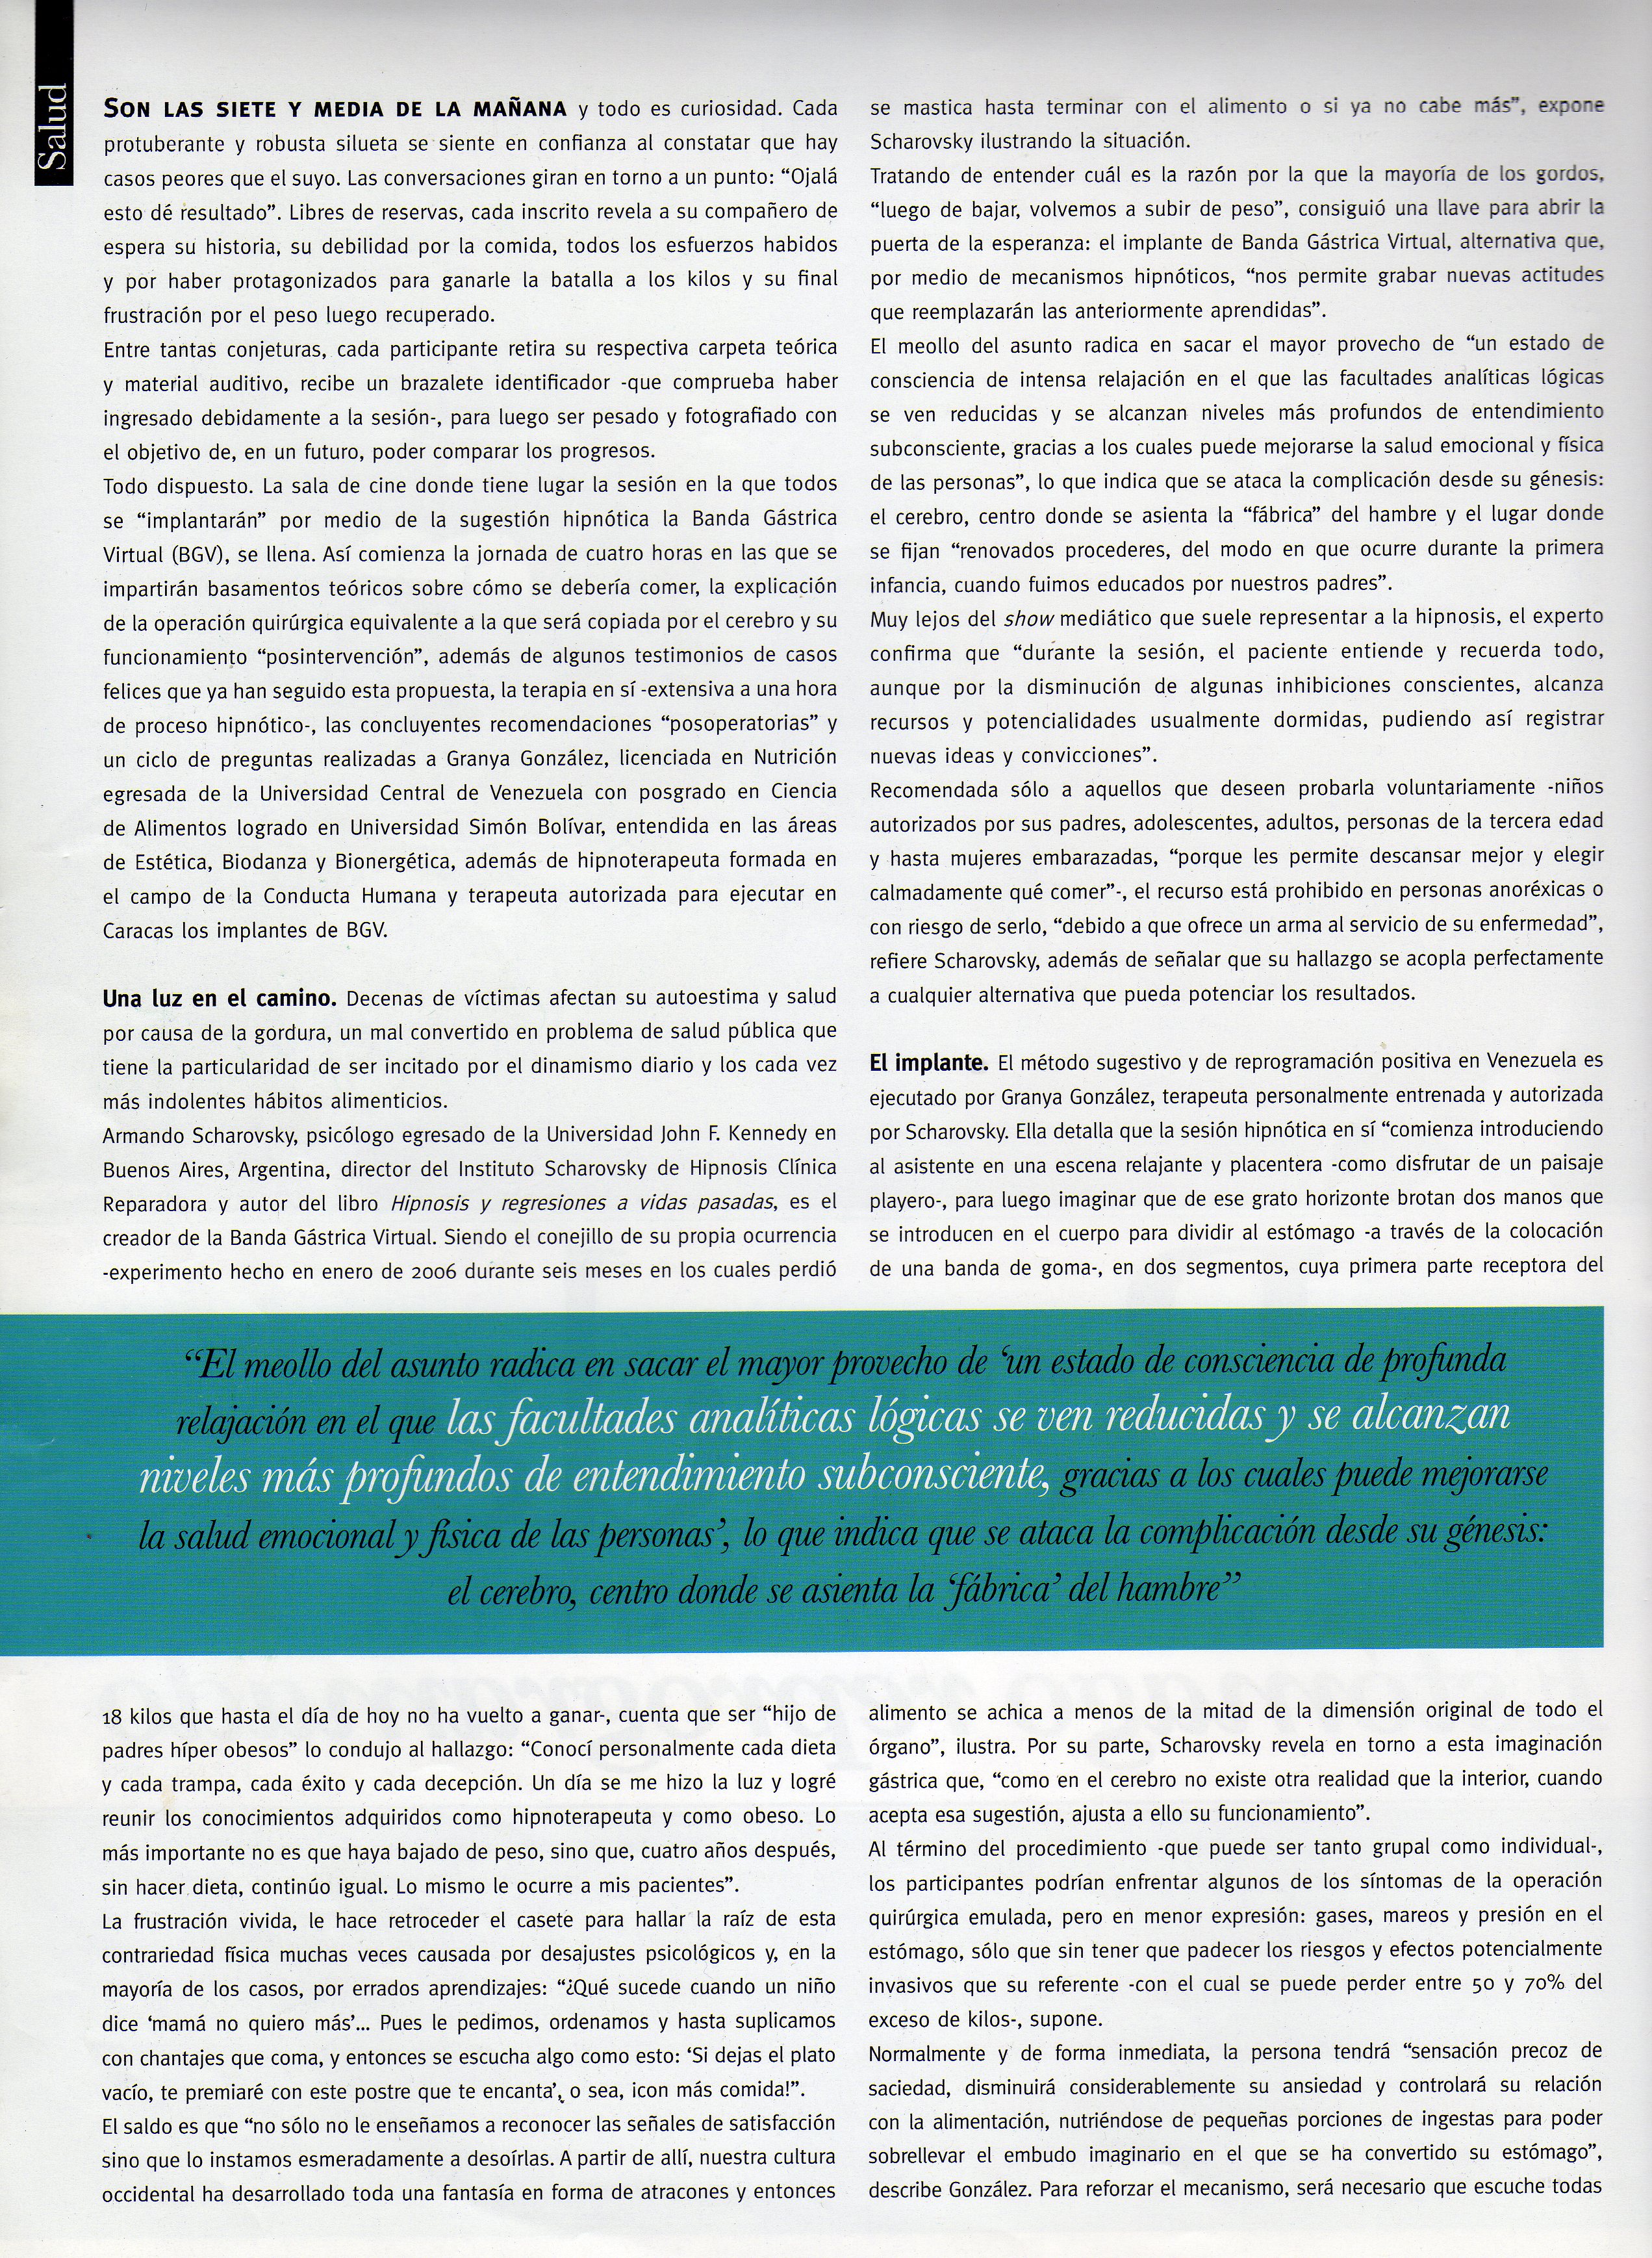 Salud
SON LAS SIETE Y MEDIA DE LA MAÑANA y todo es curiosidad. Cada
protuberante y robusta silueta se siente en confianza al constatar que hay
casos peores que el suyo. Las conversaciones giran en torno a un punto: “Ojalá
esto dé resultado”. Libres de reservas, cada inscrito revela a su compañero de
espera su historia, su debilidad por la comida, todos los esfuerzos habidos
y por haber protagonizados para ganarle la batalla a los kilos y su final
frustración por el peso luego recuperado.
Entre tantas conjeturas, cada participante retira su respectiva carpeta teórica
y material auditivo, recibe un brazalete identificador -que comprueba haber
ingresado debidamente a la sesión-, para luego ser pesado y fotografiado con
el objetivo de, en un futuro, poder comparar los progresos.
Todo dispuesto. La sala de cine donde tiene lugar la sesión en la que todos
se “implantarán” por medio de la sugestión hipnótica la Banda Gástrica
Virtual (BGV), se llena. Así comienza la jornada de cuatro horas en las que se
impartirán basamentos teóricos sobre cómo se debería comer, la explicación
de la operación quirúrgica equivalente a la que será copiada por el cerebro y su
funcionamiento “posintervención”, además de algunos testimonios de casos
felices que ya han seguido esta propuesta, la terapia en sí -extensiva a una hora
de proceso hipnótico-, las concluyentes recomendaciones “posoperatorias” y
un ciclo de preguntas realizadas a Granya González, licenciada en Nutrición
egresada de la Universidad Central de Venezuela con posgrado en Ciencia
de Alimentos logrado en Universidad Simón Bolívar, entendida en las áreas
de Estética, Biodanza y Bionergética, además de hipnoterapeuta formada en
el campo de la Conducta Humana y terapeuta autorizada para ejecutar en
Caracas los implantes de BGV.
Una luz en el camino. Decenas de víctimas afectan su autoestima y salud
por causa de la gordura, un mal convertido en problema de salud pública que
tiene la particularidad de ser incitado por el dinamismo diario y los cada vez
más indolentes hábitos alimenticios.
Armando Scharovsky, psicólogo egresado de la Universidad John F. Kennedy en
Buenos Aires, Argentina, director del Instituto Scharovsky de Hipnosis Clínica
Reparadora y autor del libro Hipnosis y regresiones a vidas pasadas, es el
creador de la Banda Gástrica Virtual. Siendo el conejillo de su propia ocurrencia
-experimento hecho en enero de 2006 durante seis meses en los cuales perdió
18 kilos que hasta el día de hoy no ha vuelto a ganar-, cuenta que ser “hijo de
padres híper obesos” lo condujo al hallazgo: “Conocí personalmente cada dieta
y cada trampa, cada éxito y cada decepción. Un día se me hizo la luz y logré
reunir los conocimientos adquiridos como hipnoterapeuta y como obeso. Lo
más importante no es que haya bajado de peso, sino que, cuatro años después,
sin hacer dieta, continúo igual. Lo mismo le ocurre a mis pacientes”.
La frustración vivida, le hace retroceder el casete para hallar la raíz de esta
contrariedad física muchas veces causada por desajustes psicológicos y, en la
mayoría de los casos, por errados aprendizajes: “¿Qué sucede cuando un niño
dice ‘mamá no quiero más’... Pues le pedimos, ordenamos y hasta suplicamos
con chantajes que coma, y entonces se escucha algo como esto: ‘Si dejas el plato
vacío, te premiaré con este postre que te encanta’, o sea, ¡con más comida!”.
El saldo es que “no sólo no le enseñamos a reconocer las señales de satisfacción
sino que lo instamos esmeradamente a desoírlas. A partir de allí, nuestra cultura
occidental ha desarrollado toda una fantasía en forma de atracones y entonces
se mastica hasta terminar con el alimento o si ya no cabe más”, expone
Scharovsky ilustrando la situación.
Tratando de entender cuál es la razón por la que la mayoría de los gordos,
“luego de bajar, volvemos a subir de peso”, consiguió una llave para abrir la
puerta de la esperanza: el implante de Banda Gástrica Virtual, alternativa que,
por medio de mecanismos hipnóticos, “nos permite grabar nuevas actitudes
que reemplazarán las anteriormente aprendidas”.
El meollo del asunto radica en sacar el mayor provecho de “un estado de
consciencia de intensa relajación en el que las facultades analíticas lógicas
se ven reducidas y se alcanzan niveles más profundos de entendimiento
subconsciente, gracias a los cuales puede mejorarse la salud emocional y física
de las personas”, lo que indica que se ataca la complicación desde su génesis:
el cerebro, centro donde se asienta la “fábrica” del hambre y el lugar donde
se fijan “renovados procederes, del modo en que ocurre durante la primera
infancia, cuando fuimos educados por nuestros padres”.
Muy lejos del show mediático que suele representar a la hipnosis, el experto
confirma que “durante la sesión, el paciente entiende y recuerda todo,
aunque por la disminución de algunas inhibiciones conscientes, alcanza
recursos y potencialidades usualmente dormidas, pudiendo así registrar
nuevas ideas y convicciones”.
Recomendada sólo a aquellos que deseen probarla voluntariamente -niños
autorizados por sus padres, adolescentes, adultos, personas de la tercera edad
y hasta mujeres embarazadas, “porque les permite descansar mejor y elegir
calmadamente qué comer”-, el recurso está prohibido en personas anoréxicas o
con riesgo de serlo, “debido a que ofrece un arma al servicio de su enfermedad”,
refiere Scharovsky, además de señalar que su hallazgo se acopla perfectamente
a cualquier alternativa que pueda potenciar los resultados.
El implante. El método sugestivo y de reprogramación positiva en Venezuela es
ejecutado por Granya González, terapeuta personalmente entrenada y autorizada
por Scharovsky. Ella detalla que la sesión hipnótica en sí “comienza introduciendo
al asistente en una escena relajante y placentera -como disfrutar de un paisaje
playero-, para luego imaginar que de ese grato horizonte brotan dos manos que
se introducen en el cuerpo para dividir al estómago -a través de la colocación
de una banda de goma-, en dos segmentos, cuya primera parte receptora del
alimento se achica a menos de la mitad de la dimensión original de todo el
órgano”, ilustra. Por su parte, Scharovsky revela en torno a esta imaginación
gástrica que, “como en el cerebro no existe otra realidad que la interior, cuando
acepta esa sugestión, ajusta a ello su funcionamiento”.
Al término del procedimiento -que puede ser tanto grupal como individual-,
los participantes podrían enfrentar algunos de los síntomas de la operación
quirúrgica emulada, pero en menor expresión: gases, mareos y presión en el
estómago, sólo que sin tener que padecer los riesgos y efectos potencialmente
invasivos que su referente -con el cual se puede perder entre 50 y 70% del
exceso de kilos-, supone.
Normalmente y de forma inmediata, la persona tendrá “sensación precoz de
saciedad, disminuirá considerablemente su ansiedad y controlará su relación
con la alimentación, nutriéndose de pequeñas porciones de ingestas para poder
sobrellevar el embudo imaginario en el que se ha convertido su estómago”,
describe González. Para reforzar el mecanismo, será necesario que escuche todas
“El meollo del asunto radica en sacar el mayor provecho de ‘un estado de consciencia de profunda
relajación en el que las facultades analíticas lógicas se ven reducidas y se alcanzan
niveles más profundos de entendimiento subconsciente, gracias a los cuales puede mejorarse
la salud emocional y física de las personas’, lo que indica que se ataca la complicación desde su génesis:
el cerebro, centro donde se asienta la ‘fábrica’ del hambre”